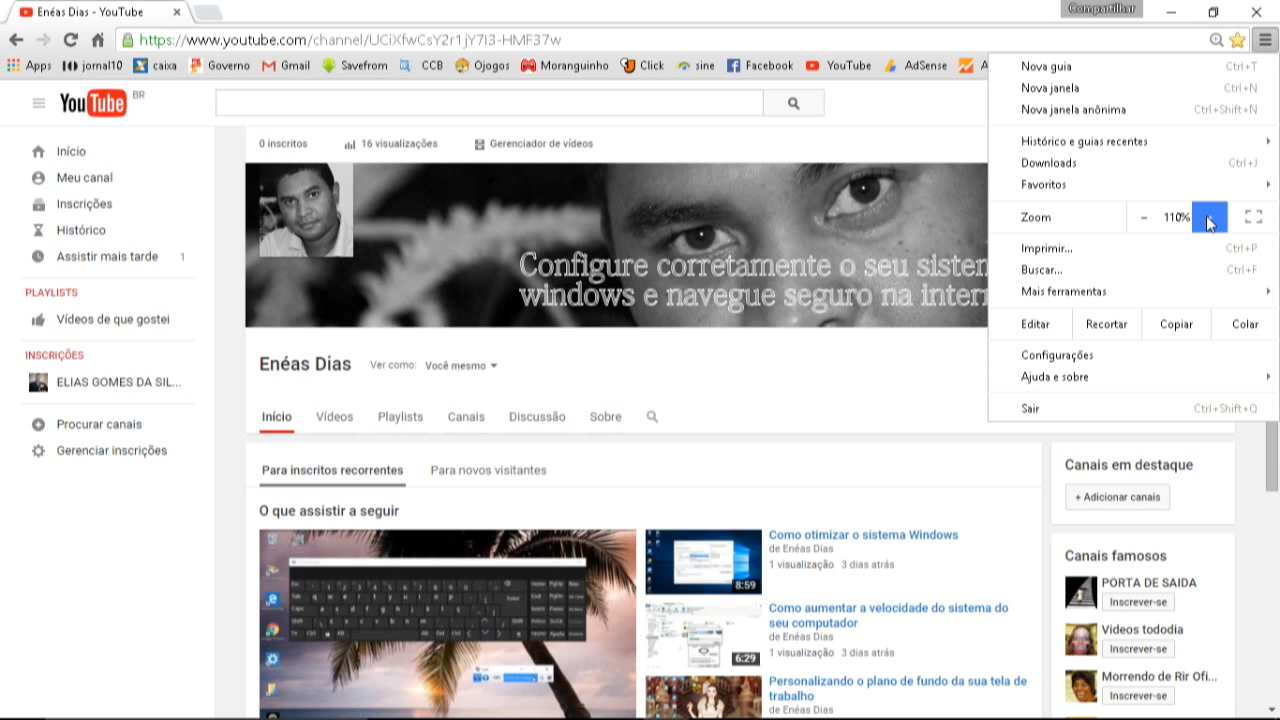 Enéas Dias - YouTube
Compartilhar
https://www.youtube.com/channel/UCiXfwCsY2r1jY7I3-HMF37w
Apps jornal10 caixa Governo Gmail Savefrom CCB Ojogos Moranguinho Click sine Facebook YouTube AdSense A
YouTube BR
Início
Meu canal
Inscrições
Histórico
Assistir mais tarde 1
PLAYLISTS
Vídeos de que gostei
INSCRIÇÕES
ELIAS GOMES DA SIL...
Procurar canais
Gerenciar inscrições
0 inscritos 16 visualizações Gerenciador de vídeos
Configure corretamente o seu sisten
windows e navegue seguro na intern
Enéas Dias Ver como: Você mesmo
Início Vídeos Playlists Canais Discussão Sobre
Para inscritos recorrentes Para novos visitantes
O que assistir a seguir
Como otimizar o sistema Windows
de Enéas Dias
1 visualização 3 dias atrás
8:59
Como aumentar a velocidade do sistema do
seu computador
de Enéas Dias
1 visualização 3 dias atrás
6:29
Personalizando o plano de fundo da sua tela de
trabalho
de Enéas Dias
Nova guia Ctrl+T
Nova janela Ctrl+N
Nova janela anônima Ctrl+Shift+N
Histórico e guias recentes
Downloads Ctrl+J
Favoritos
Zoom - 110%
Imprimir... Ctrl+P
Buscar... Ctrl+F
Mais ferramentas
Editar Recortar Copiar Colar
Configurações
Ajuda e sobre
Sair Ctrl+Shift+Q
Canais em destaque
+ Adicionar canais
Canais famosos
PORTA DE SAIDA
Inscrever-se
Videos tododia
Inscrever-se
Morrendo de Rir Ofi...
Inscrever-se